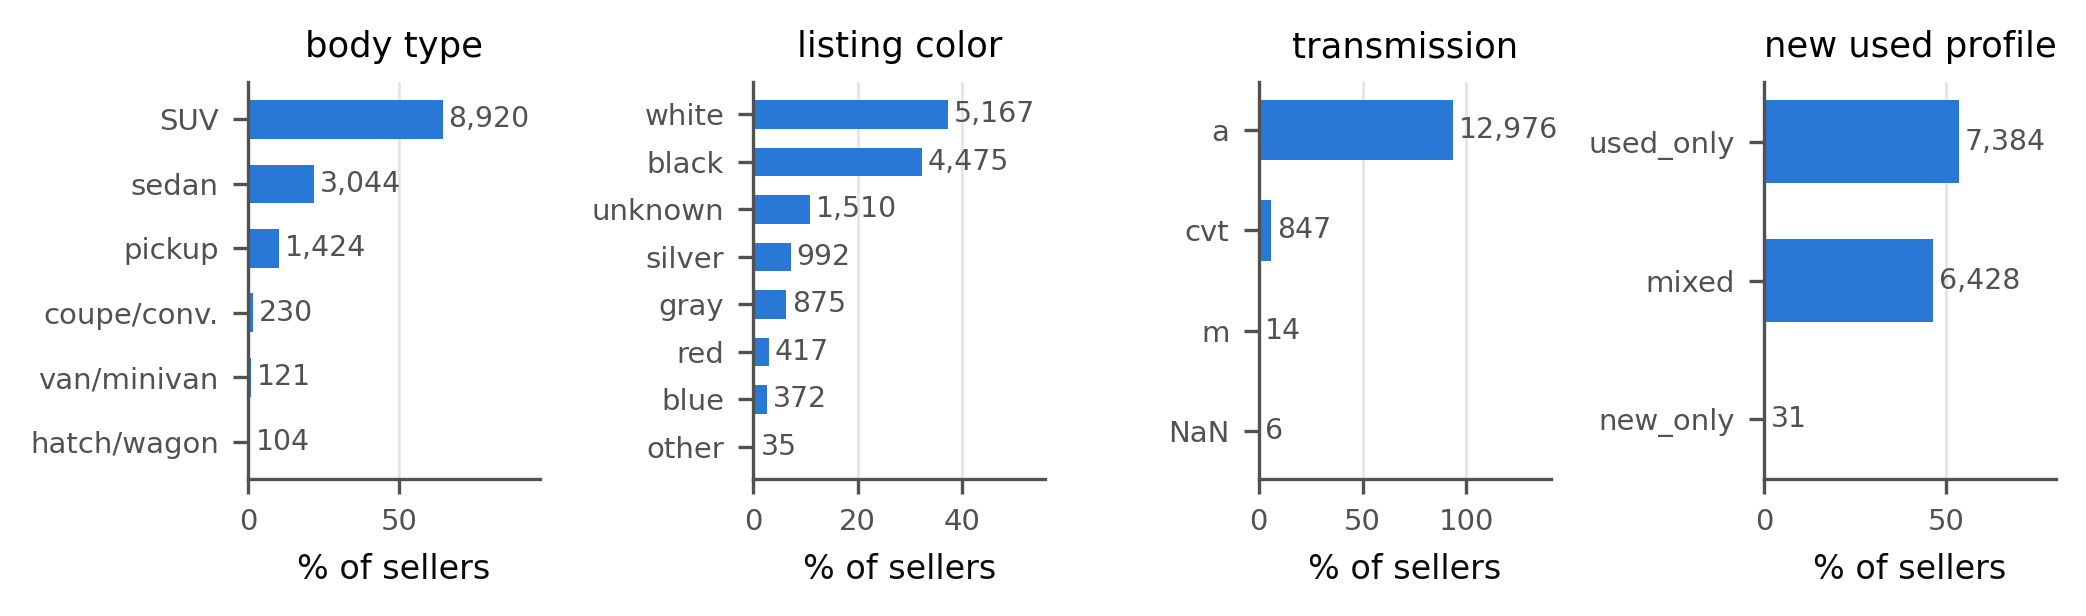 body type
SUV
8,920
sedan
3,044
pickup
1,424
coupe/conv.
230
van/minivan
121
hatch/wagon
104
0
50
% of sellers
listing color
white
5,167
black
4,475
unknown
1,510
silver
992
gray
875
red
417
blue
372
other
35
0
20
40
% of sellers
transmission
a
12,976
cvt
847
m
14
NaN
6
0
50
100
% of sellers
new used profile
used_only
7,384
mixed
6,428
new_only
31
0
50
% of sellers